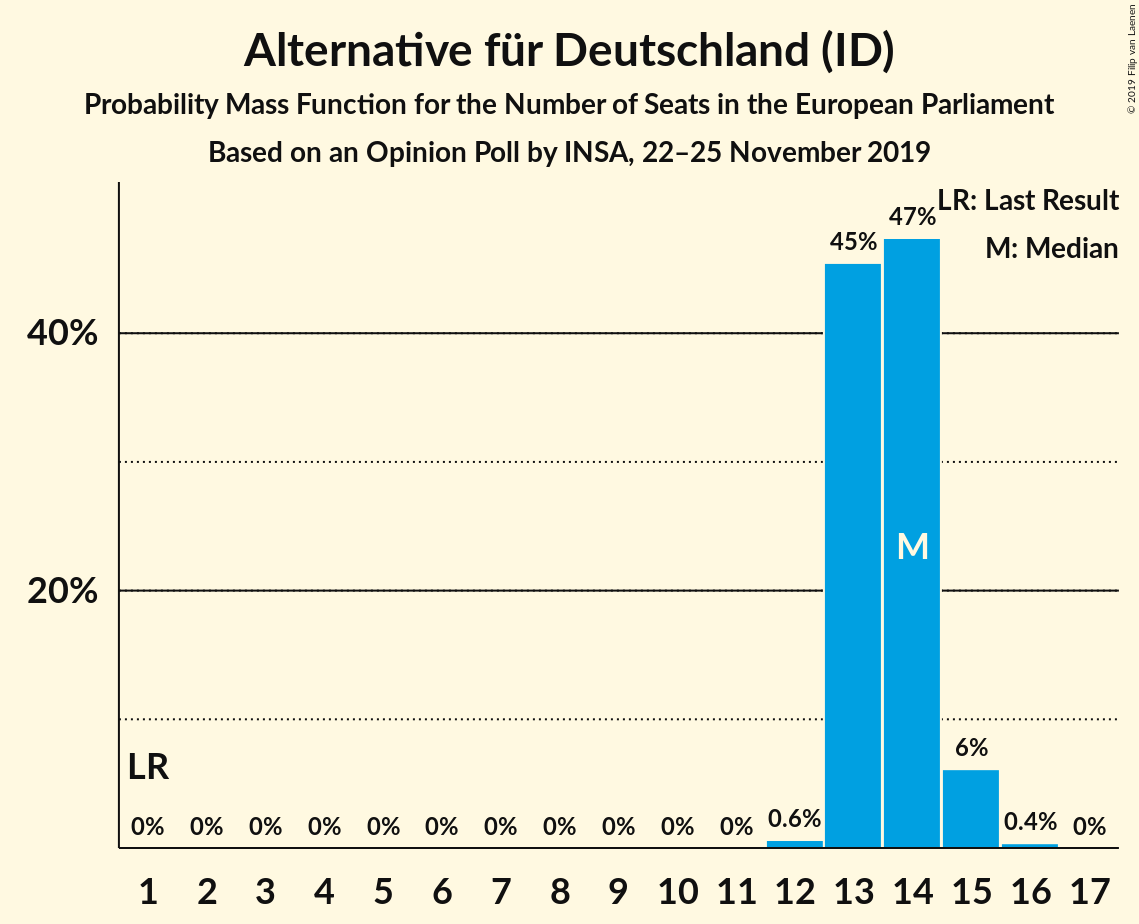 Alternative für Deutschland (ID)
Probability Mass Function for the Number of Seats in the European Parliament
Based on an Opinion Poll by INSA, 22–25 November 2019
© 2019 Filip van Laenen
LR: Last Result
M: Median
40%
20%
LR
0% 0% 0% 0% 0% 0% 0% 0% 0% 0% 0% 0.6% 45% 47% 6% 0.4% 0%
M
1 2 3 4 5 6 7 8 9 10 11 12 13 14 15 16 17